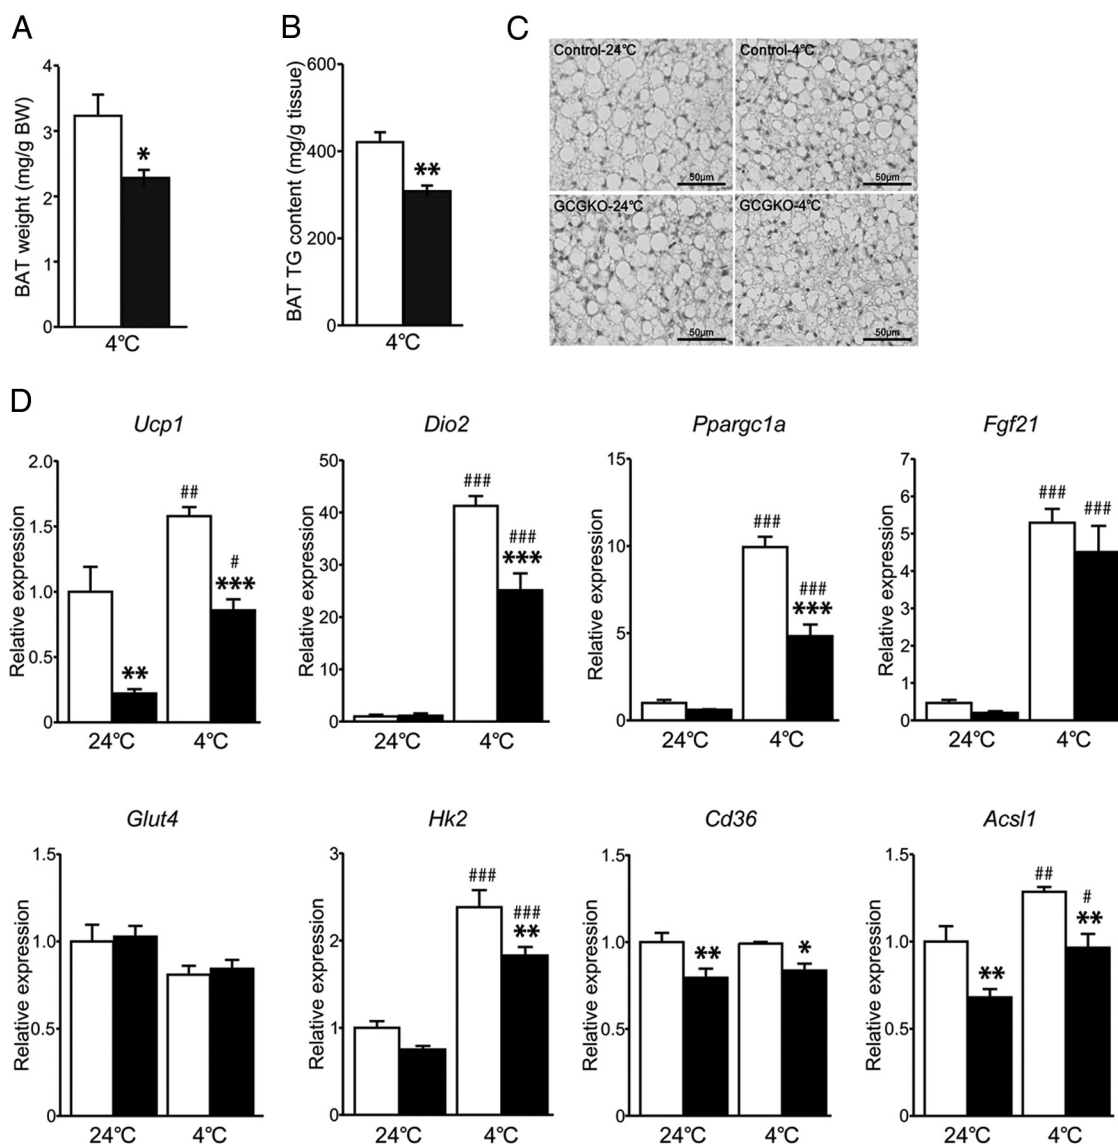 A
BAT weight (mg/g BW)
4
3
2
1
0
*
4℃
B
BAT TG content (mg/g tissue)
600
400
200
0
**
4℃
C
Control-24℃
50μm
Control-4℃
50μm
GCGKO-24℃
50μm
GCGKO-4℃
50μm
D
Ucp1
Relative expression
2.0
1.5
1.0
0.5
0
##
#
***
**
24℃ 4℃
Dio2
Relative expression
50
40
30
20
10
0
###
###
***
24℃ 4℃
Ppargc1a
Relative expression
15
10
5
0
###
###
***
24℃ 4℃
Fgf21
Relative expression
7
6
5
4
3
2
1
0
### ###
24℃ 4℃
Glut4
Relative expression
1.5
1.0
0.5
0
24℃ 4℃
Hk2
Relative expression
3
2
1
0
###
###
**
24℃ 4℃
Cd36
Relative expression
1.5
1.0
0.5
0
** *
24℃ 4℃
Acsl1
Relative expression
1.5
1.0
0.5
0
##
#
**
**
24℃ 4℃